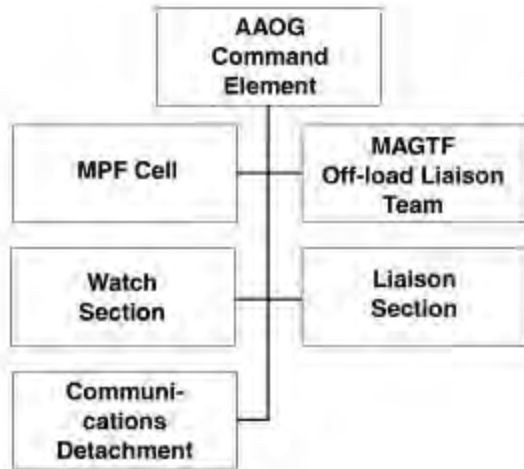 AAOG
Command
Element
MPF Cell
MAGTF
Off-load Liaison
Team
Watch
Section
Liaison
Section
Communi-
cations
Detachment